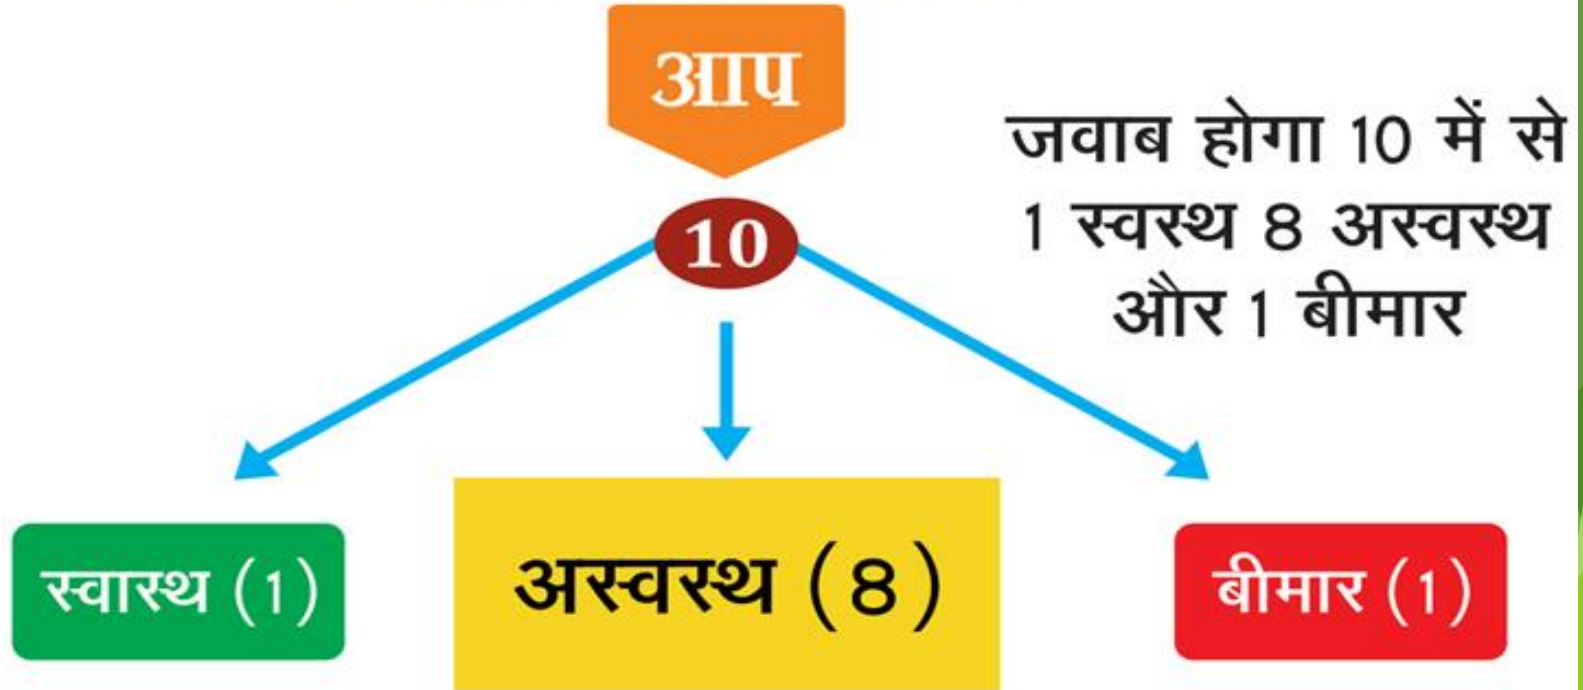 आप
जवाब होगा 10 में से
1 स्वस्थ 8 अस्वस्थ
और 1 बीमार
10
स्वास्थ (1)
अस्वस्थ (8)
बीमार (1)